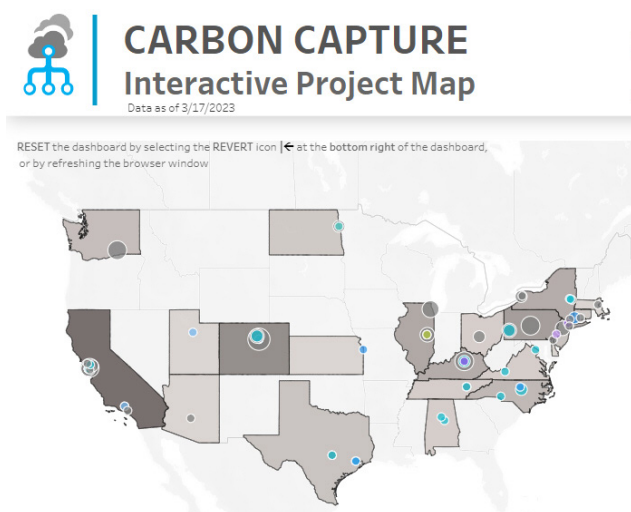 CARBON CAPTURE
Interactive Project Map
Data as of 3/17/2023
RESET the dashboard by selecting the REVERT icon |← at the bottom right of the dashboard,
or by refreshing the browser window